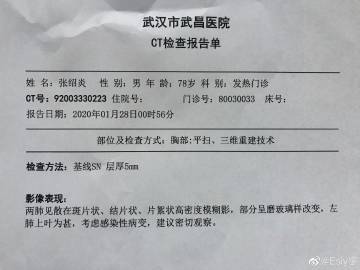 武汉市武昌医院
CT检查报告单
姓 名：张绍炎 性 别：男 年 龄：78岁 科 别：发热门诊
CT号：92003330223 住院号： 门诊号：80030033 床号：
报告日期：2020年01月28日00时56分
部位及检查方式：胸部:平扫、三维重建技术
检查方法：基线SN 层厚5mm
影像表现：
两肺见散在斑片状、结片状、片絮状高密度模糊影，部分呈磨玻璃样改变，左
肺上叶为甚，考虑感染性病变，建议密切观察。